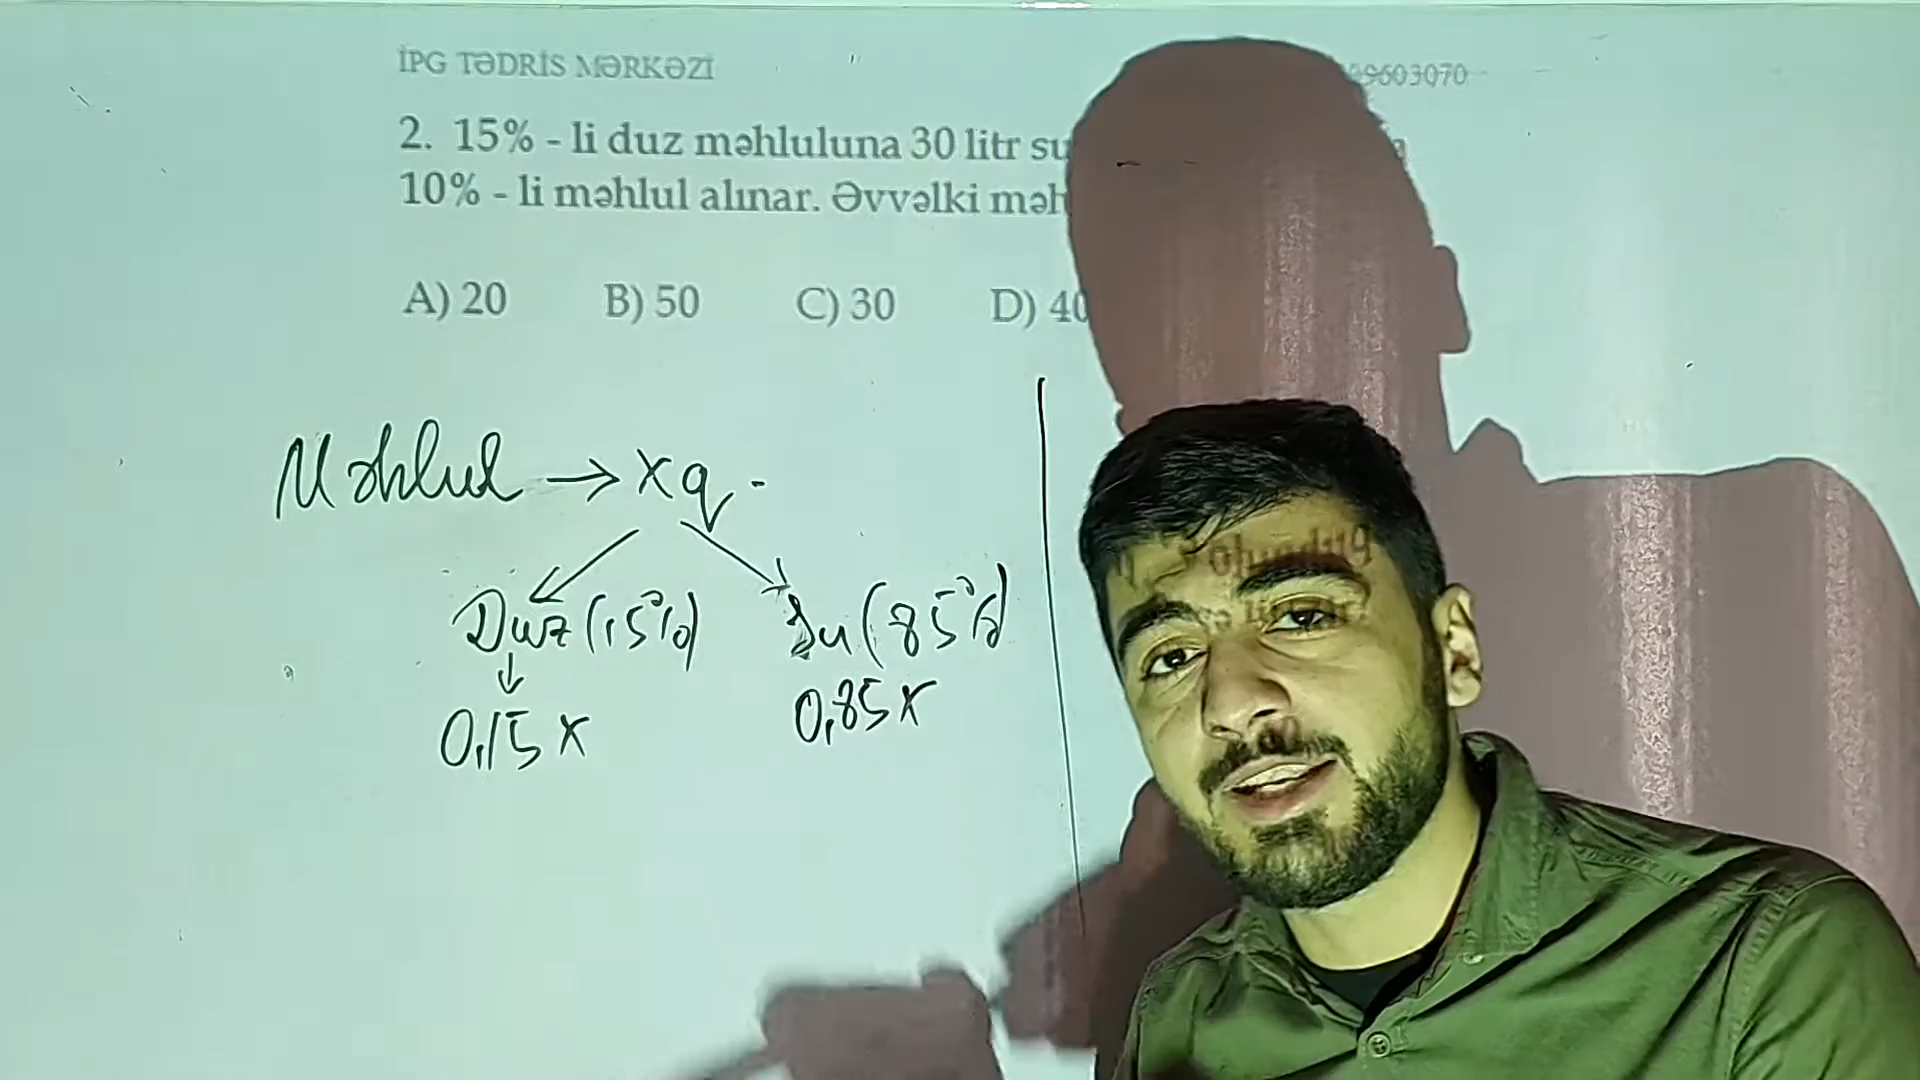 İPG TƏDRİS MƏRKƏZİ 9603070
2. 15% - li duz məhluluna 30 litr su
10% - li məhlul alınar. Əvvəlki məh
A) 20 B) 50 C) 30 D) 40
Məhlul → x q.
Duz (15%) Su (85%)
0,15 x 0,85 x